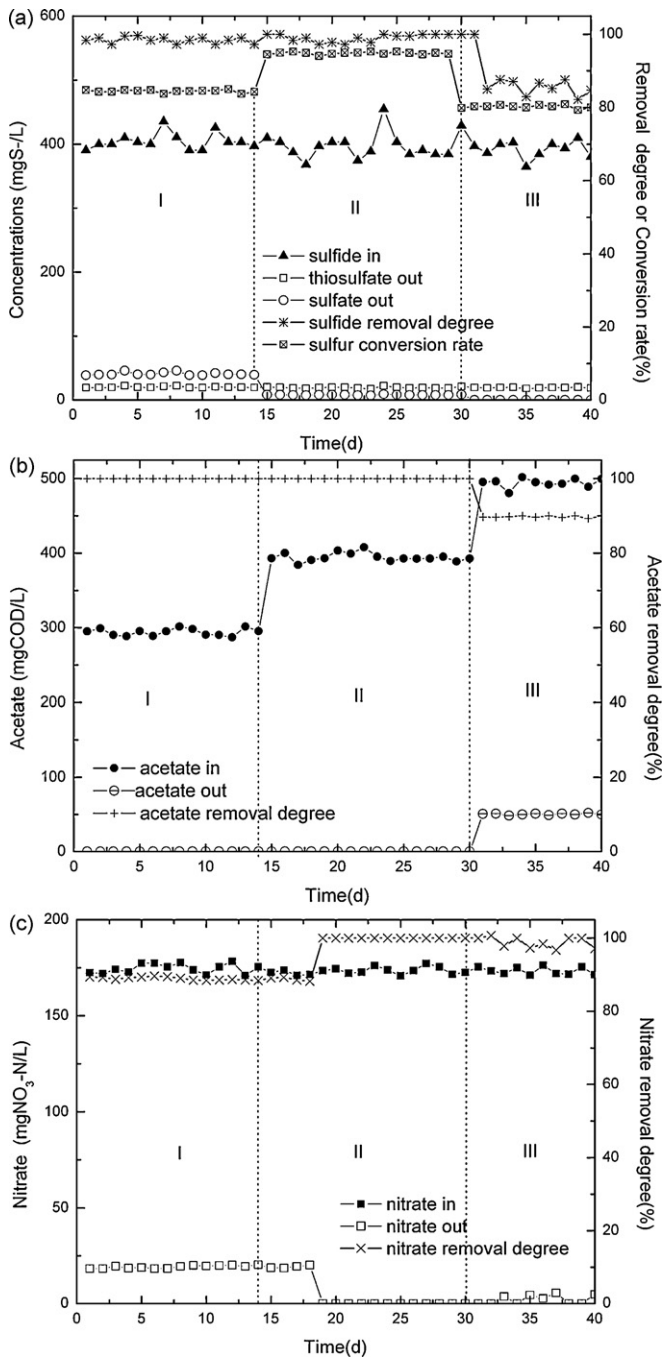 (a)
600
400
200
0
Concentrations (mgS-/L)
100
80
60
40
20
0
Removal degree or Conversion rate(%)
I
II
III
sulfide in
thiosulfate out
sulfate out
sulfide removal degree
sulfur conversion rate
0 5 10 15 20 25 30 35 40
Time(d)
(b)
500
400
300
200
100
0
Acetate (mgCOD/L)
100
80
60
40
20
0
Acetate removal degree(%)
I
II
III
acetate in
acetate out
acetate removal degree
0 5 10 15 20 25 30 35 40
Time(d)
(c)
200
150
100
50
0
Nitrate (mgNO3-N/L)
100
80
60
40
20
0
Nitrate removal degree(%)
I
II
III
nitrate in
nitrate out
nitrate removal degree
0 5 10 15 20 25 30 35 40
Time(d)